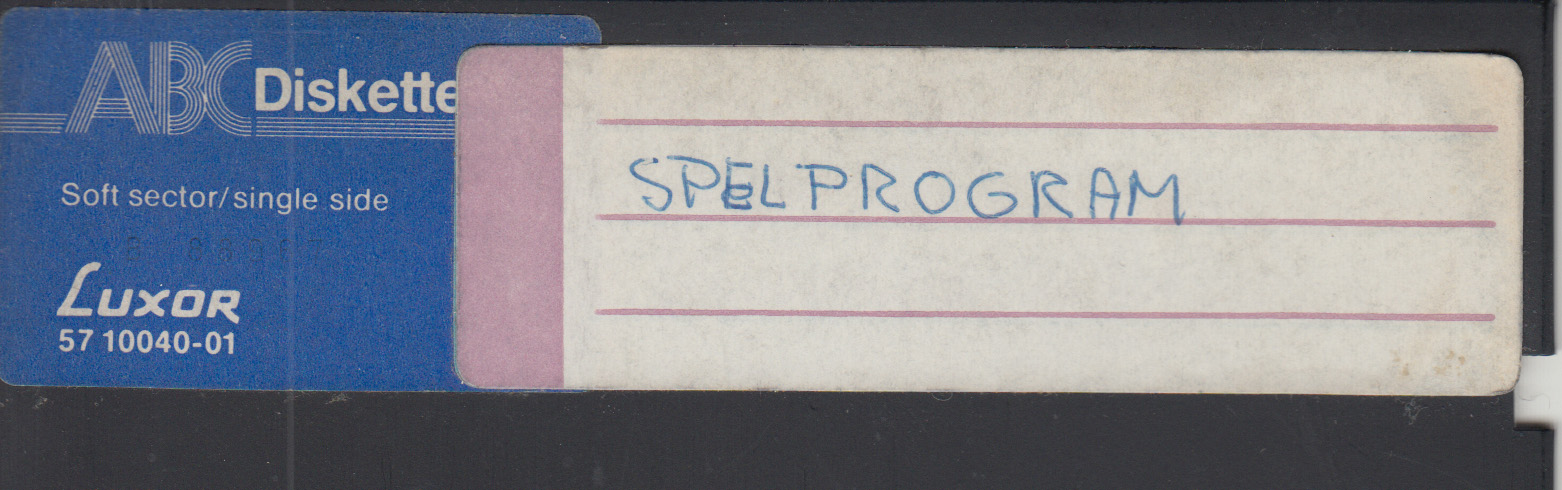 ABC Diskette
Soft sector/single side
LUXOR
57 10040-01
SPELPROGRAM